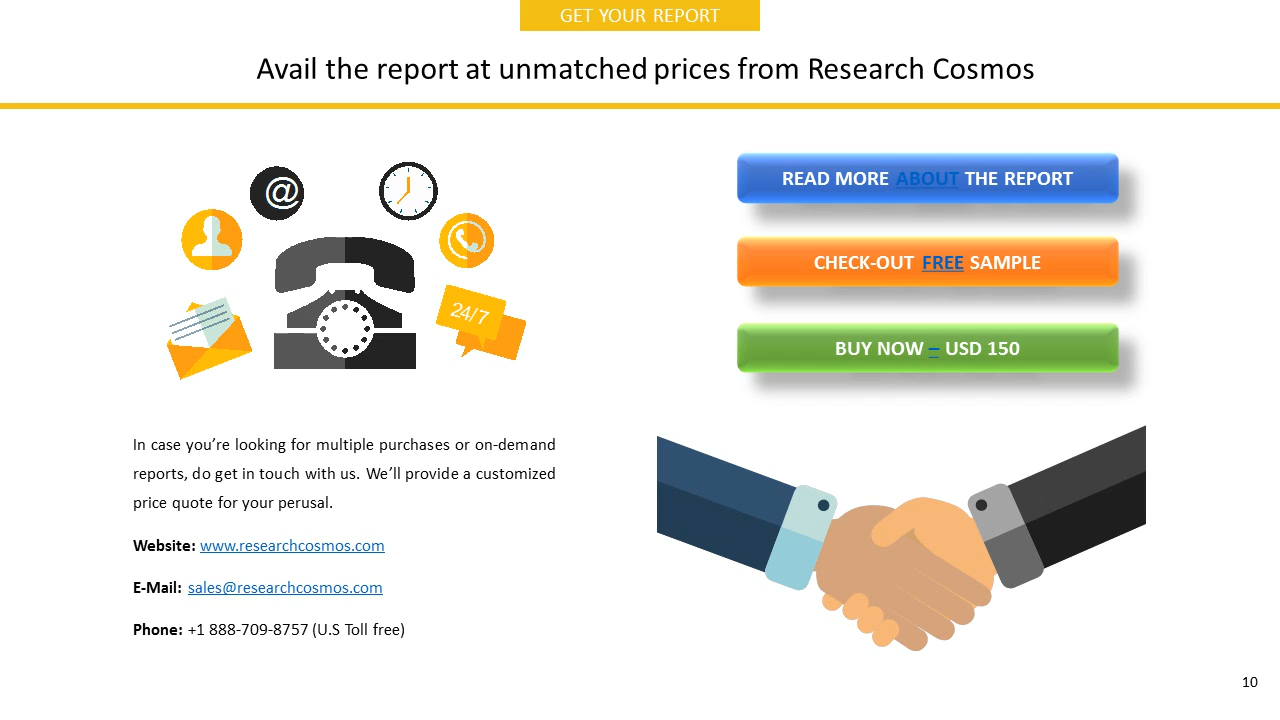 GET YOUR REPORT
Avail the report at unmatched prices from Research Cosmos
@
24/7
READ MORE ABOUT THE REPORT
CHECK-OUT FREE SAMPLE
BUY NOW – USD 150
In case you’re looking for multiple purchases or on-demand
reports, do get in touch with us. We’ll provide a customized
price quote for your perusal.
Website: www.researchcosmos.com
E-Mail: sales@researchcosmos.com
Phone: +1 888-709-8757 (U.S Toll free)
10